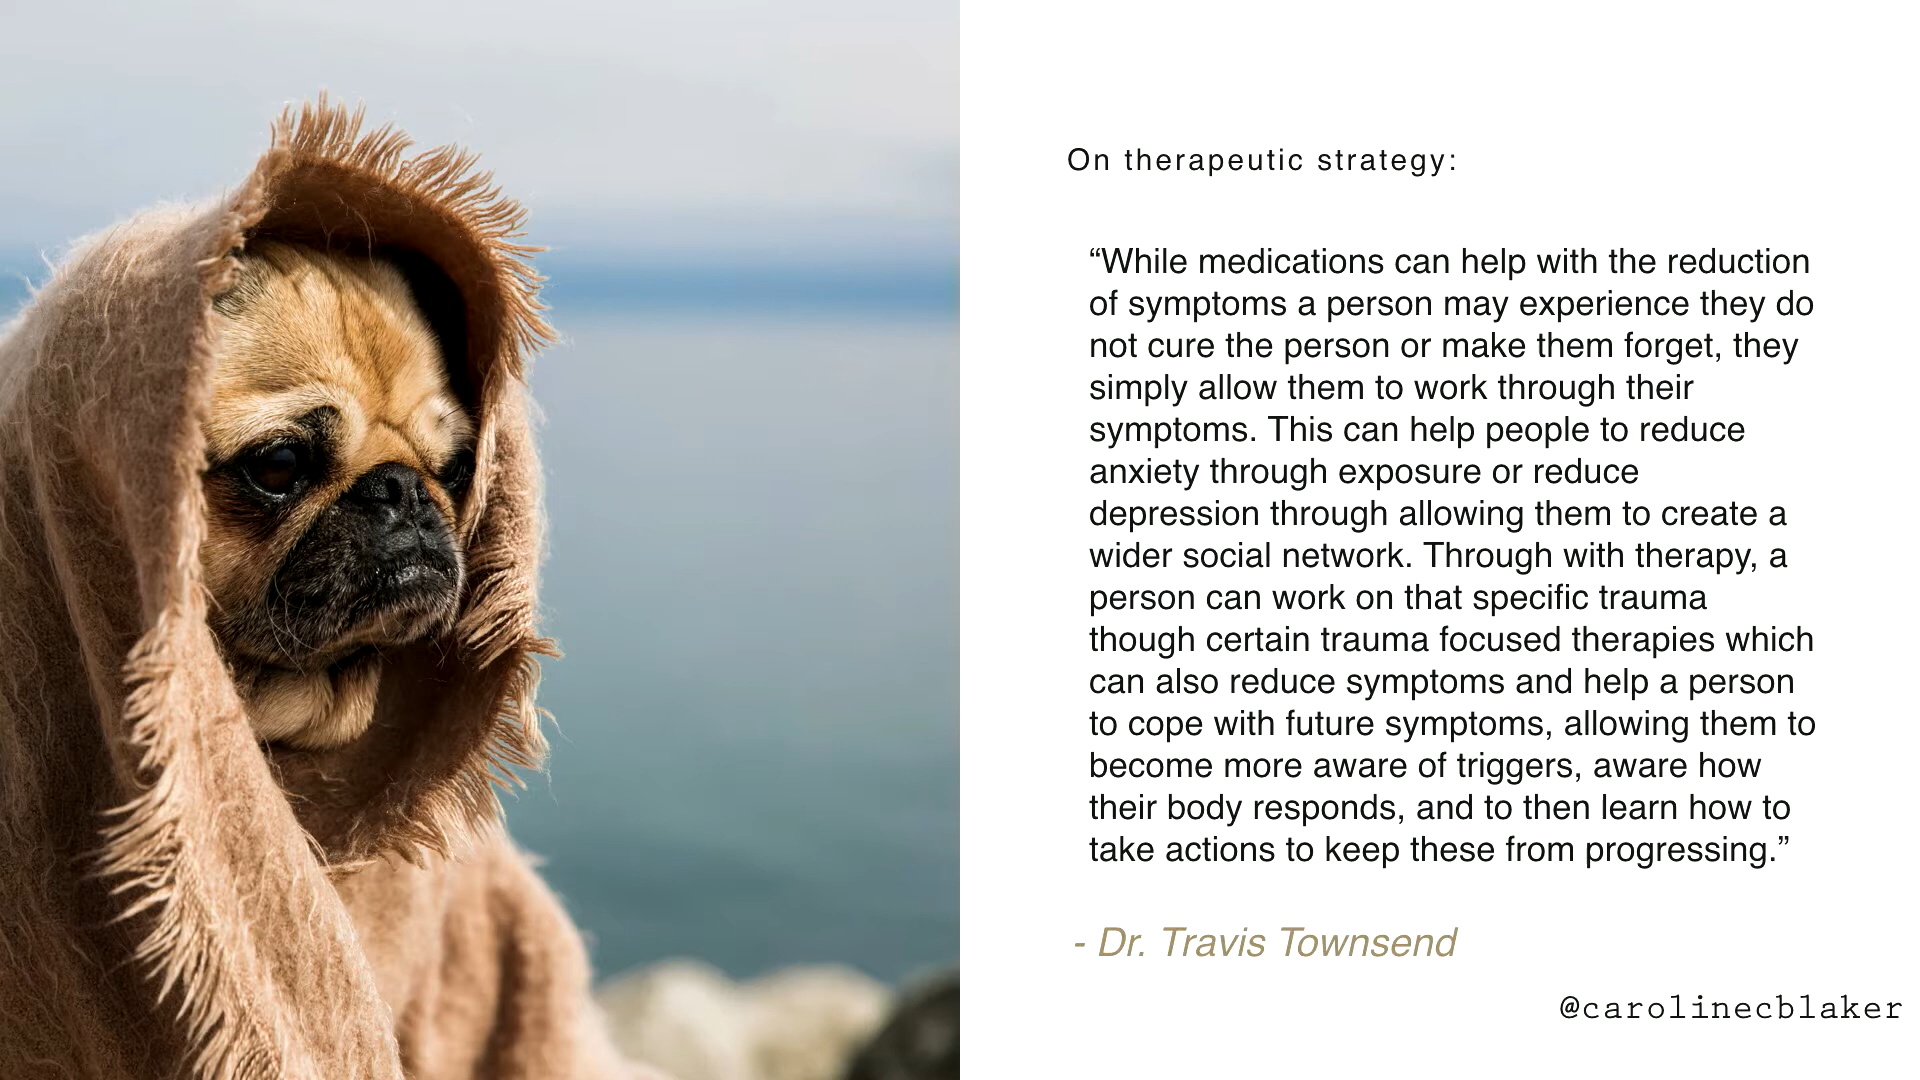 On therapeutic strategy:
“While medications can help with the reduction
of symptoms a person may experience they do
not cure the person or make them forget, they
simply allow them to work through their
symptoms. This can help people to reduce
anxiety through exposure or reduce
depression through allowing them to create a
wider social network. Through with therapy, a
person can work on that specific trauma
though certain trauma focused therapies which
can also reduce symptoms and help a person
to cope with future symptoms, allowing them to
become more aware of triggers, aware how
their body responds, and to then learn how to
take actions to keep these from progressing.”
- Dr. Travis Townsend
@carolinecblaker